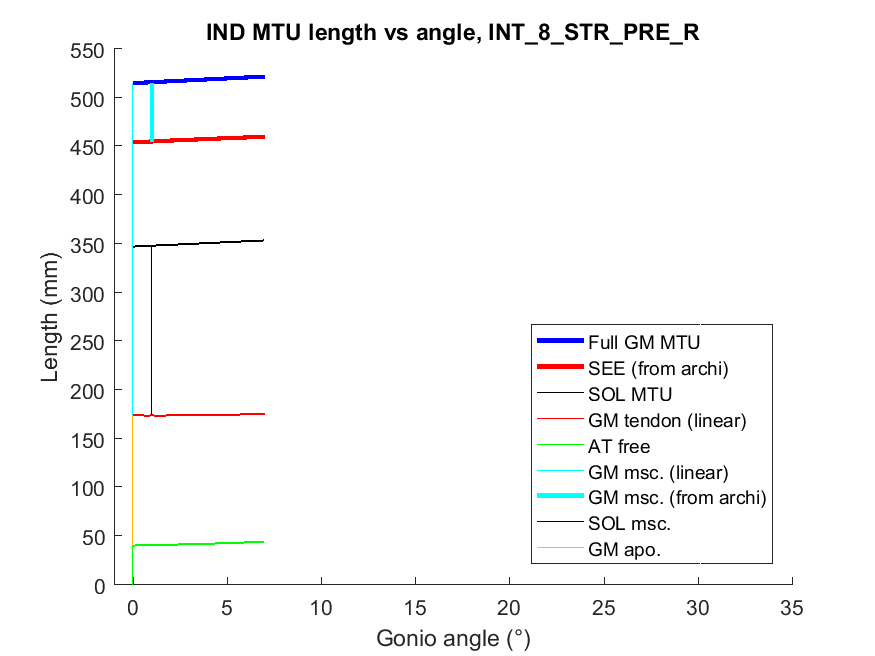 IND MTU length vs angle, INT_8_STR_PRE_R
550
500
450
400
350
300
250
200
150
100
50
0
Length (mm)
Full GM MTU
SEE (from archi)
SOL MTU
GM tendon (linear)
AT free
GM msc. (linear)
GM msc. (from archi)
SOL msc.
GM apo.
0 5 10 15 20 25 30 35
Gonio angle (°)